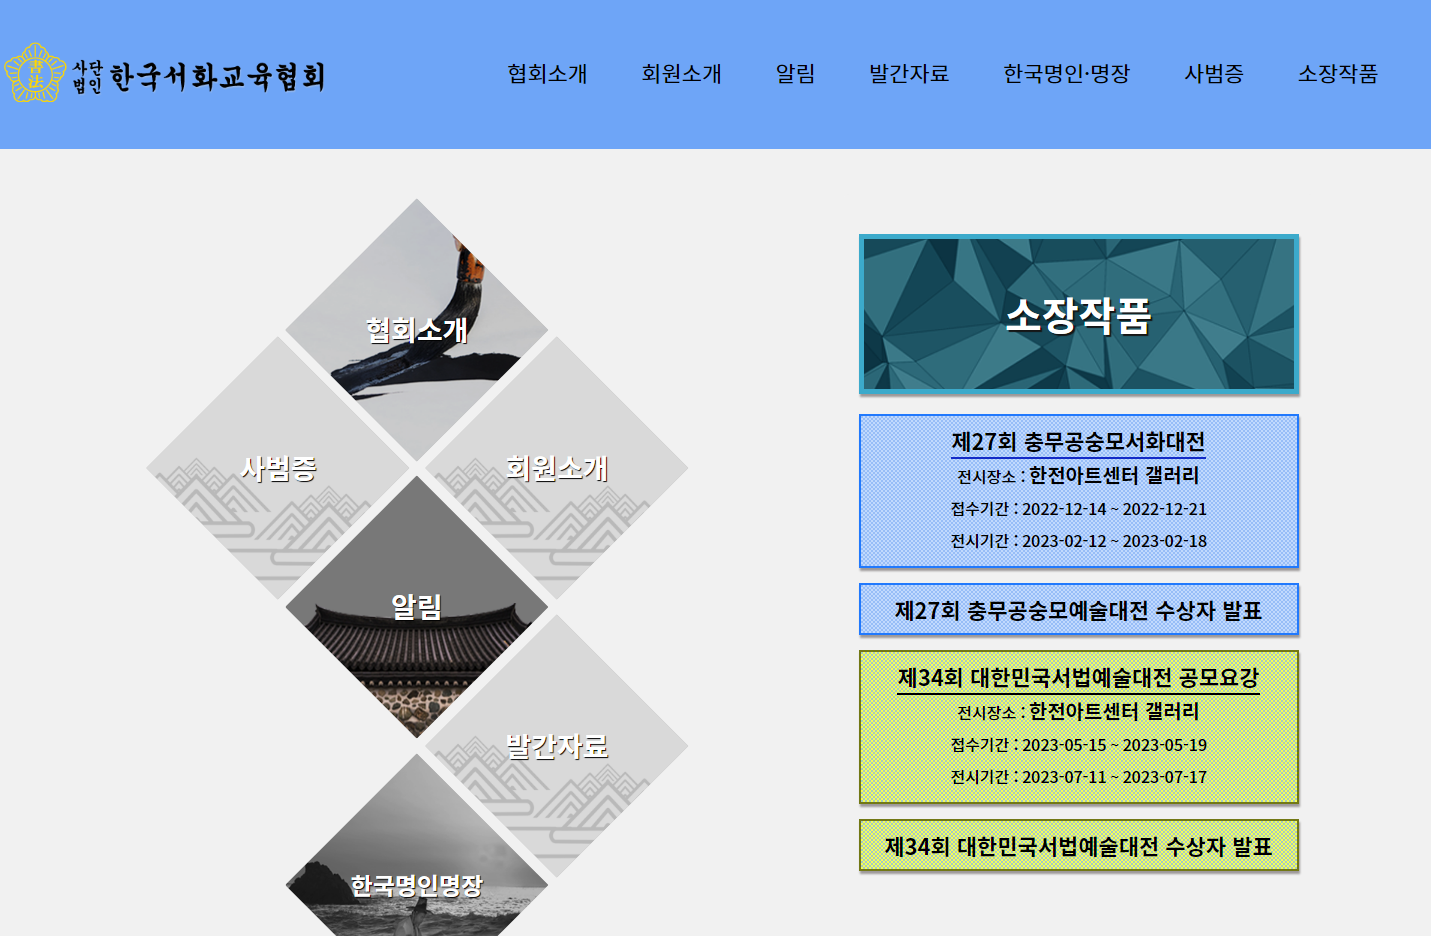 書法
사단법인 한국서화교육협회
협회소개
회원소개
알림
발간자료
한국명인·명장
사범증
소장작품
협회소개
사범증
회원소개
알림
발간자료
한국명인명장
소장작품
제27회 충무공숭모서화대전
전시장소 : 한전아트센터 갤러리
접수기간 : 2022-12-14 ~ 2022-12-21
전시기간 : 2023-02-12 ~ 2023-02-18
제27회 충무공숭모예술대전 수상자 발표
제34회 대한민국서법예술대전 공모요강
전시장소 : 한전아트센터 갤러리
접수기간 : 2023-05-15 ~ 2023-05-19
전시기간 : 2023-07-11 ~ 2023-07-17
제34회 대한민국서법예술대전 수상자 발표